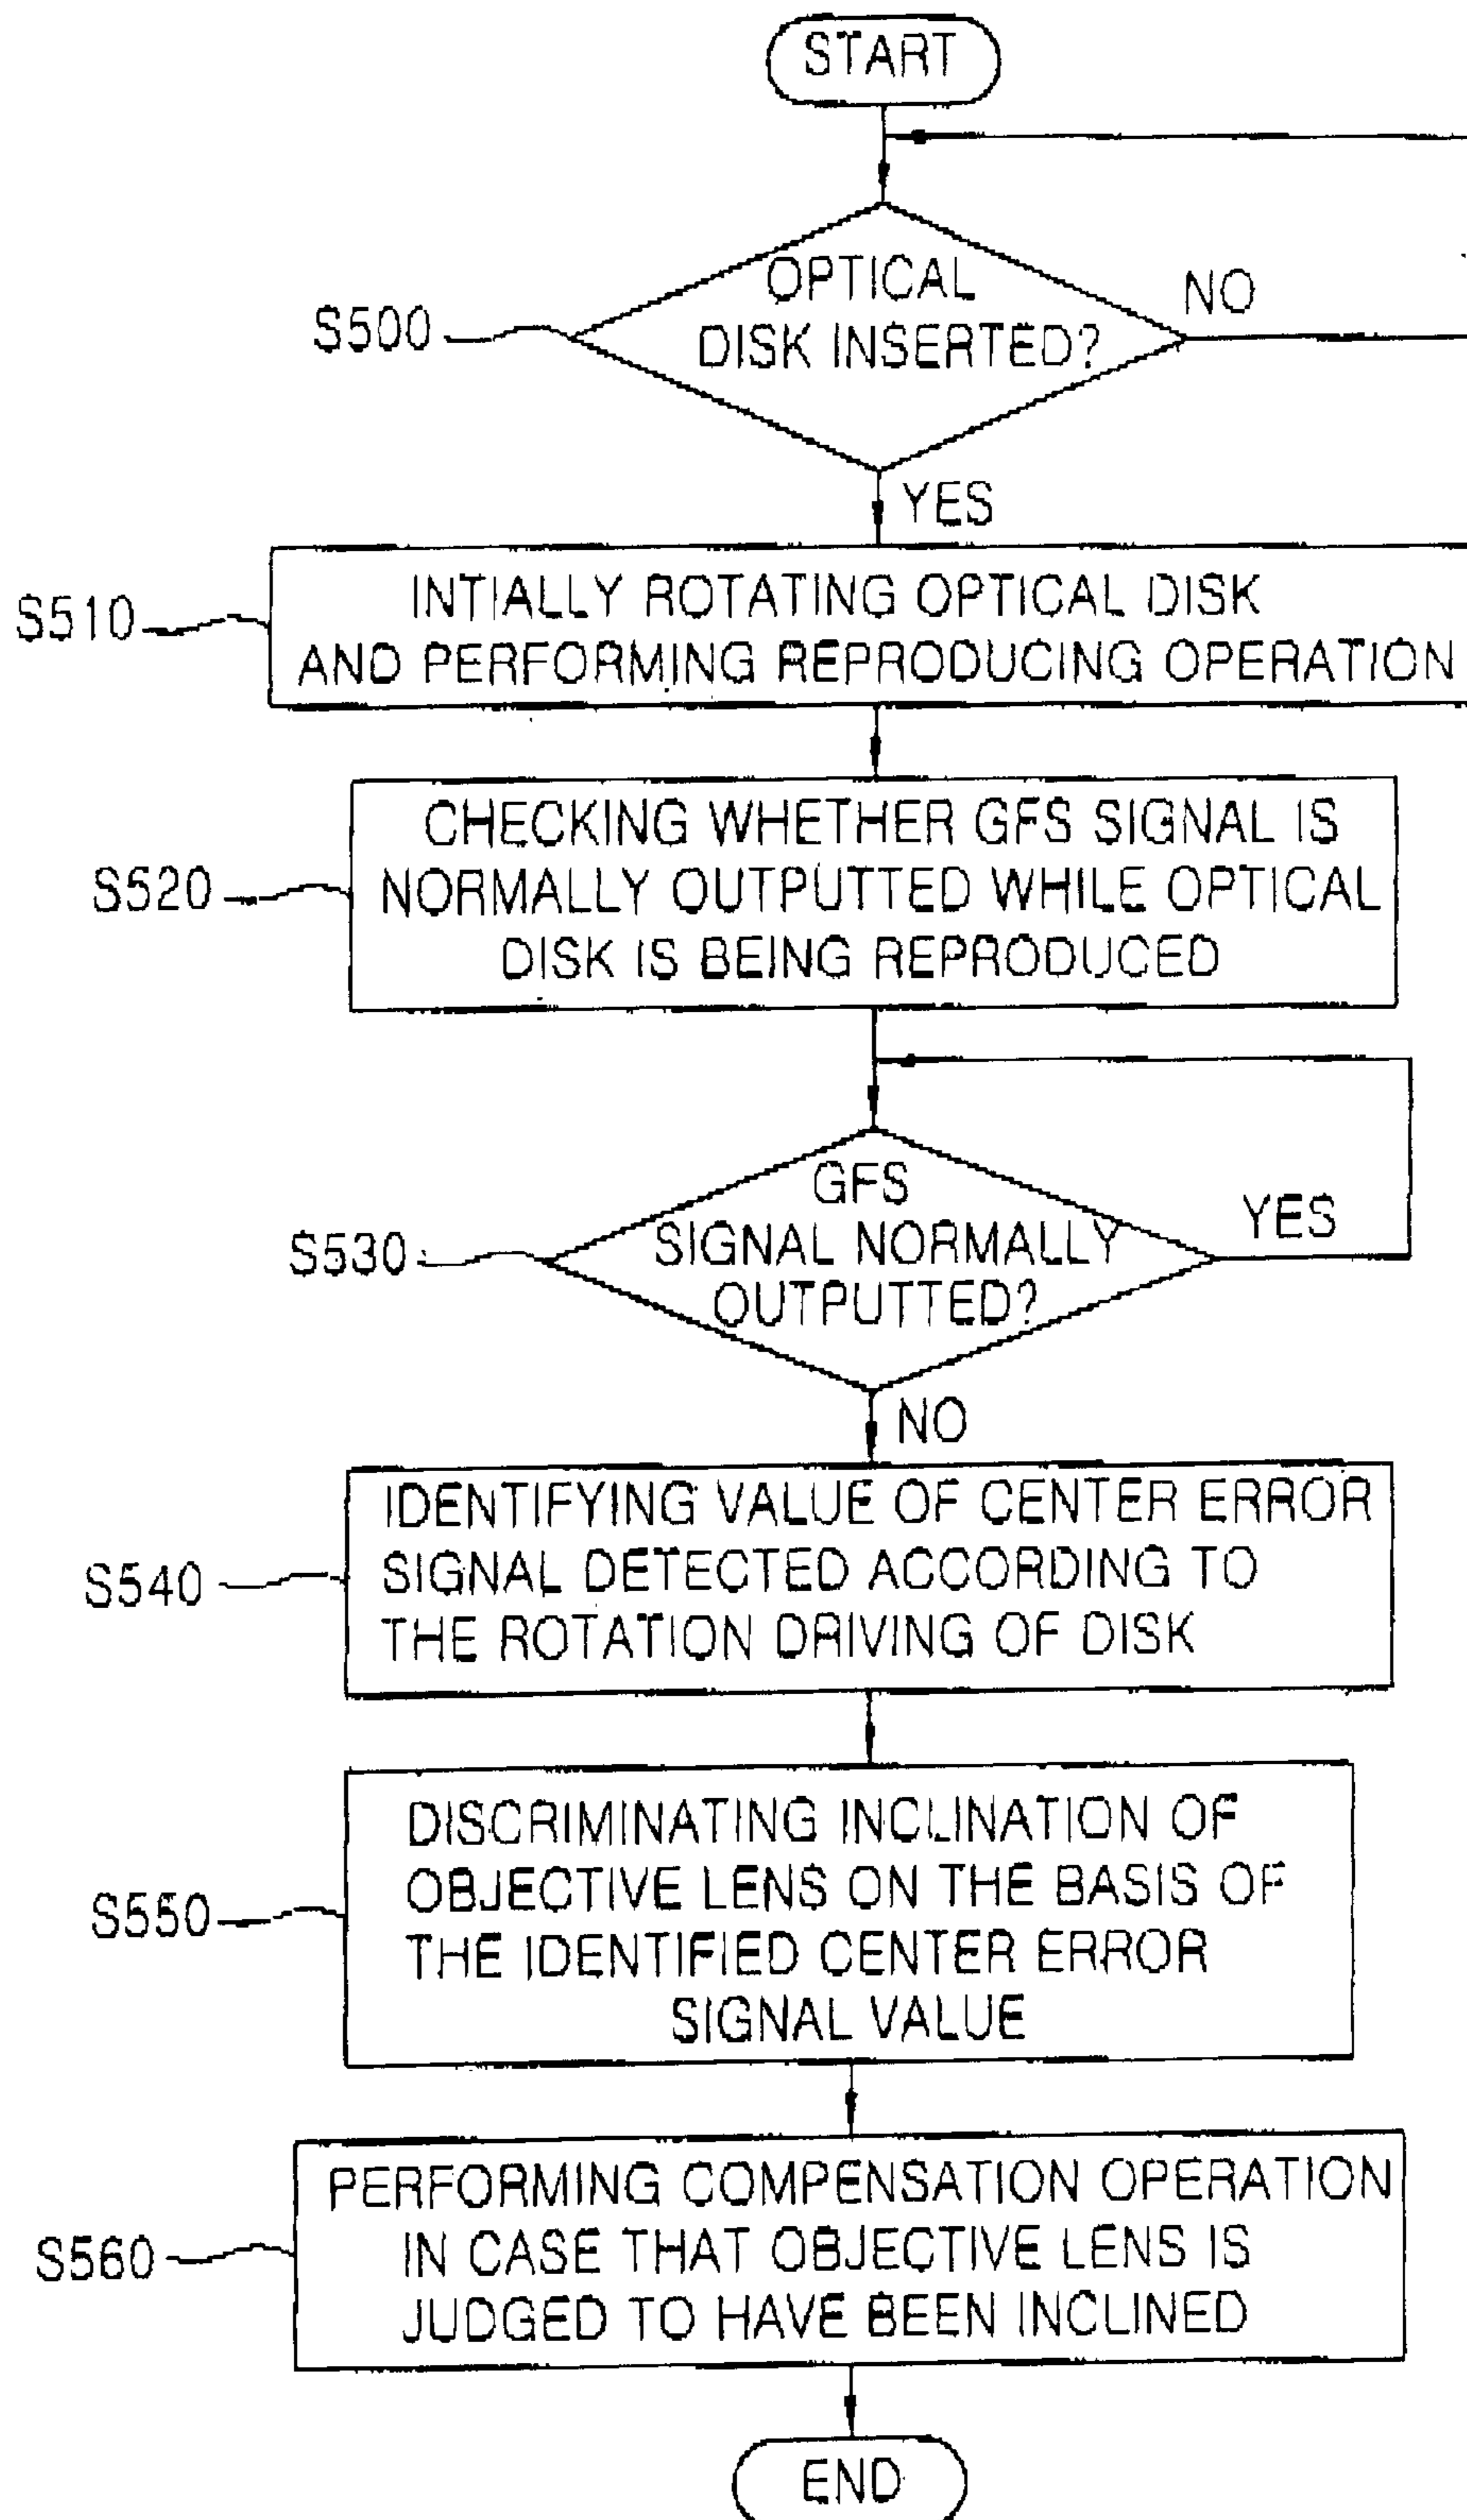 START
OPTICAL
DISK INSERTED?
NO
S500
YES
S510
INTIALLY ROTATING OPTICAL DISK
AND PERFORMING REPRODUCING OPERATION
S520
CHECKING WHETHER GFS SIGNAL IS
NORMALLY OUTPUTTED WHILE OPTICAL
DISK IS BEING REPRODUCED
S530
GFS
SIGNAL NORMALLY
OUTPUTTED?
YES
NO
S540
IDENTIFYING VALUE OF CENTER ERROR
SIGNAL DETECTED ACCORDING TO
THE ROTATION DRIVING OF DISK
S550
DISCRIMINATING INCLINATION OF
OBJECTIVE LENS ON THE BASIS OF
THE IDENTIFIED CENTER ERROR
SIGNAL VALUE
S560
PERFORMING COMPENSATION OPERATION
IN CASE THAT OBJECTIVE LENS IS
JUDGED TO HAVE BEEN INCLINED
END